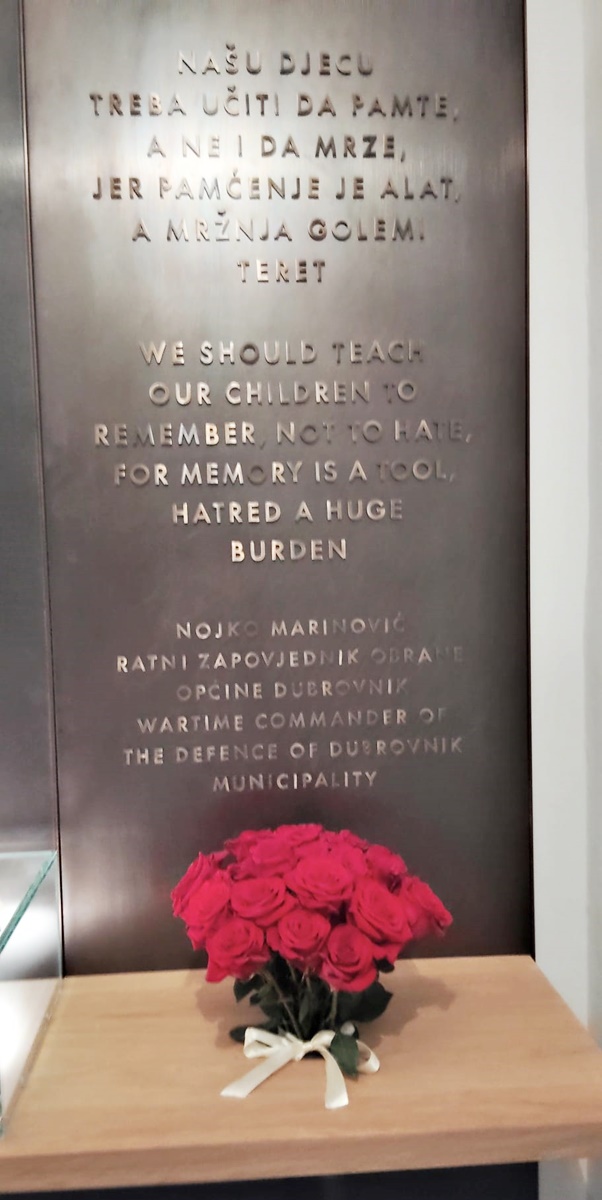 NAŠU DJECU
TREBA UČITI DA PAMTE,
A NE I DA MRZE,
JER PAMĆENJE JE ALAT,
A MRŽNJA GOLEMI
TERET
WE SHOULD TEACH
OUR CHILDREN TO
REMEMBER, NOT TO HATE,
FOR MEMORY IS A TOOL,
HATRED A HUGE
BURDEN
NOJKO MARINOVIĆ
RATNI ZAPOVJEDNIK OBRANE
OPĆINE DUBROVNIK
WARTIME COMMANDER OF
THE DEFENCE OF DUBROVNIK
MUNICIPALITY